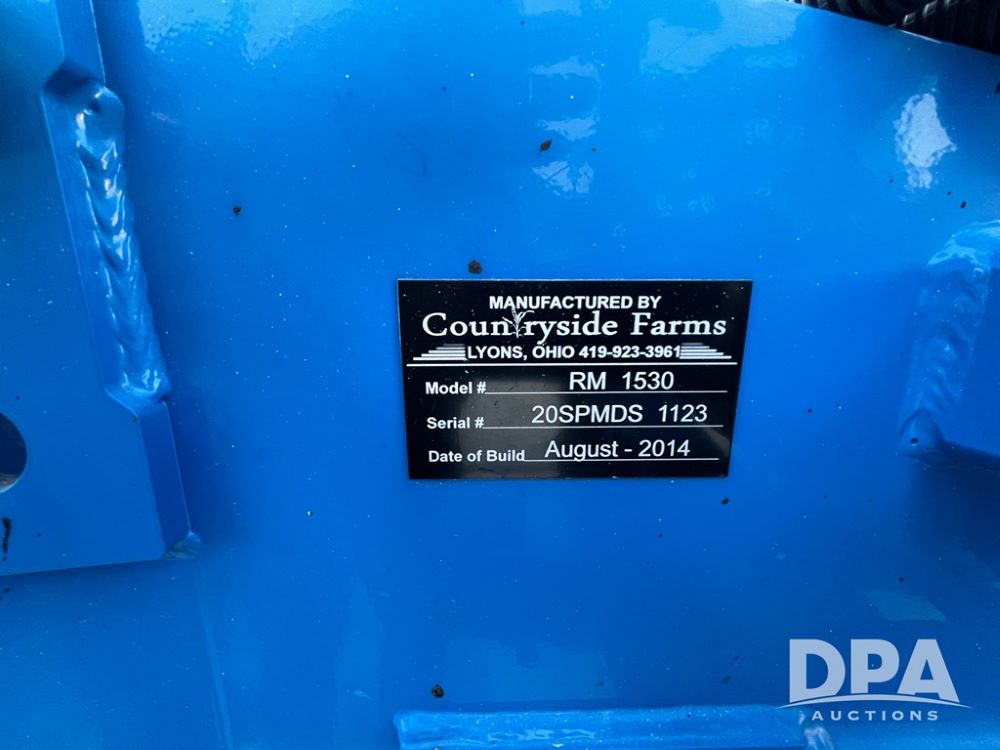 MANUFACTURED BY
Countryside Farms
LYONS, OHIO 419-923-3961
Model # RM 1530
Serial # 20SPMDS 1123
Date of Build August - 2014
DPA
AUCTIONS